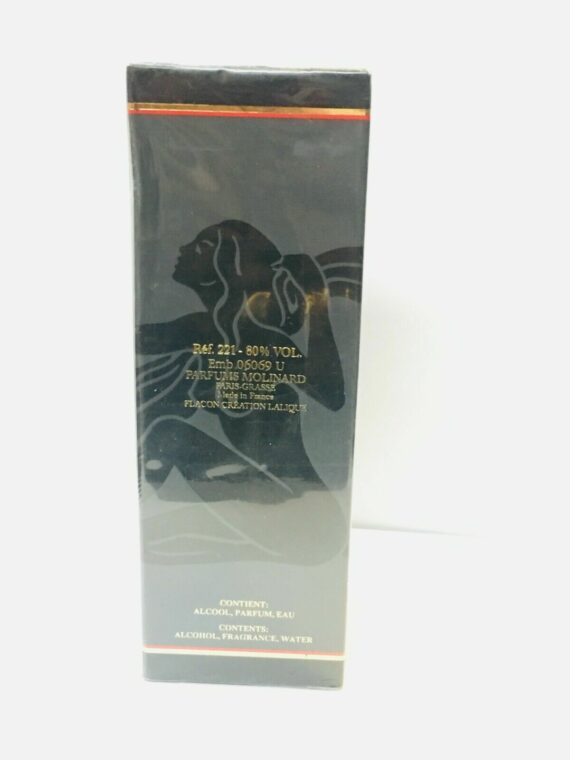 Réf. 221 - 80% VOL.
Emb 06069 U
PARFUMS MOLINARD
PARIS-GRASSE
Made in France
FLACON CRÉATION LALIQUE
CONTIENT:
ALCOOL, PARFUM, EAU
CONTENTS:
ALCOHOL, FRAGRANCE, WATER